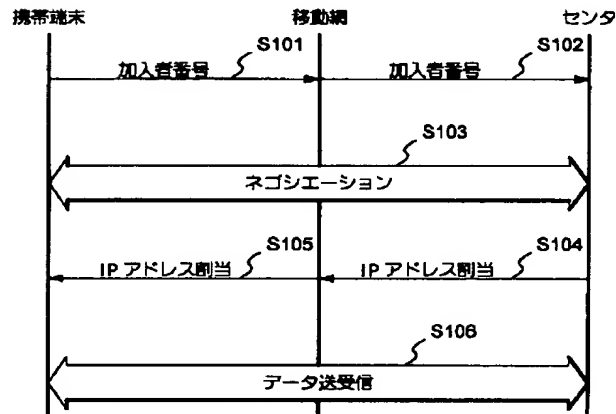 携帯端末 移動網 センタ
S101 S102
加入者番号 加入者番号
S103
ネゴシエーション
S105 S104
IP アドレス割当 IP アドレス割当
S106
データ送受信